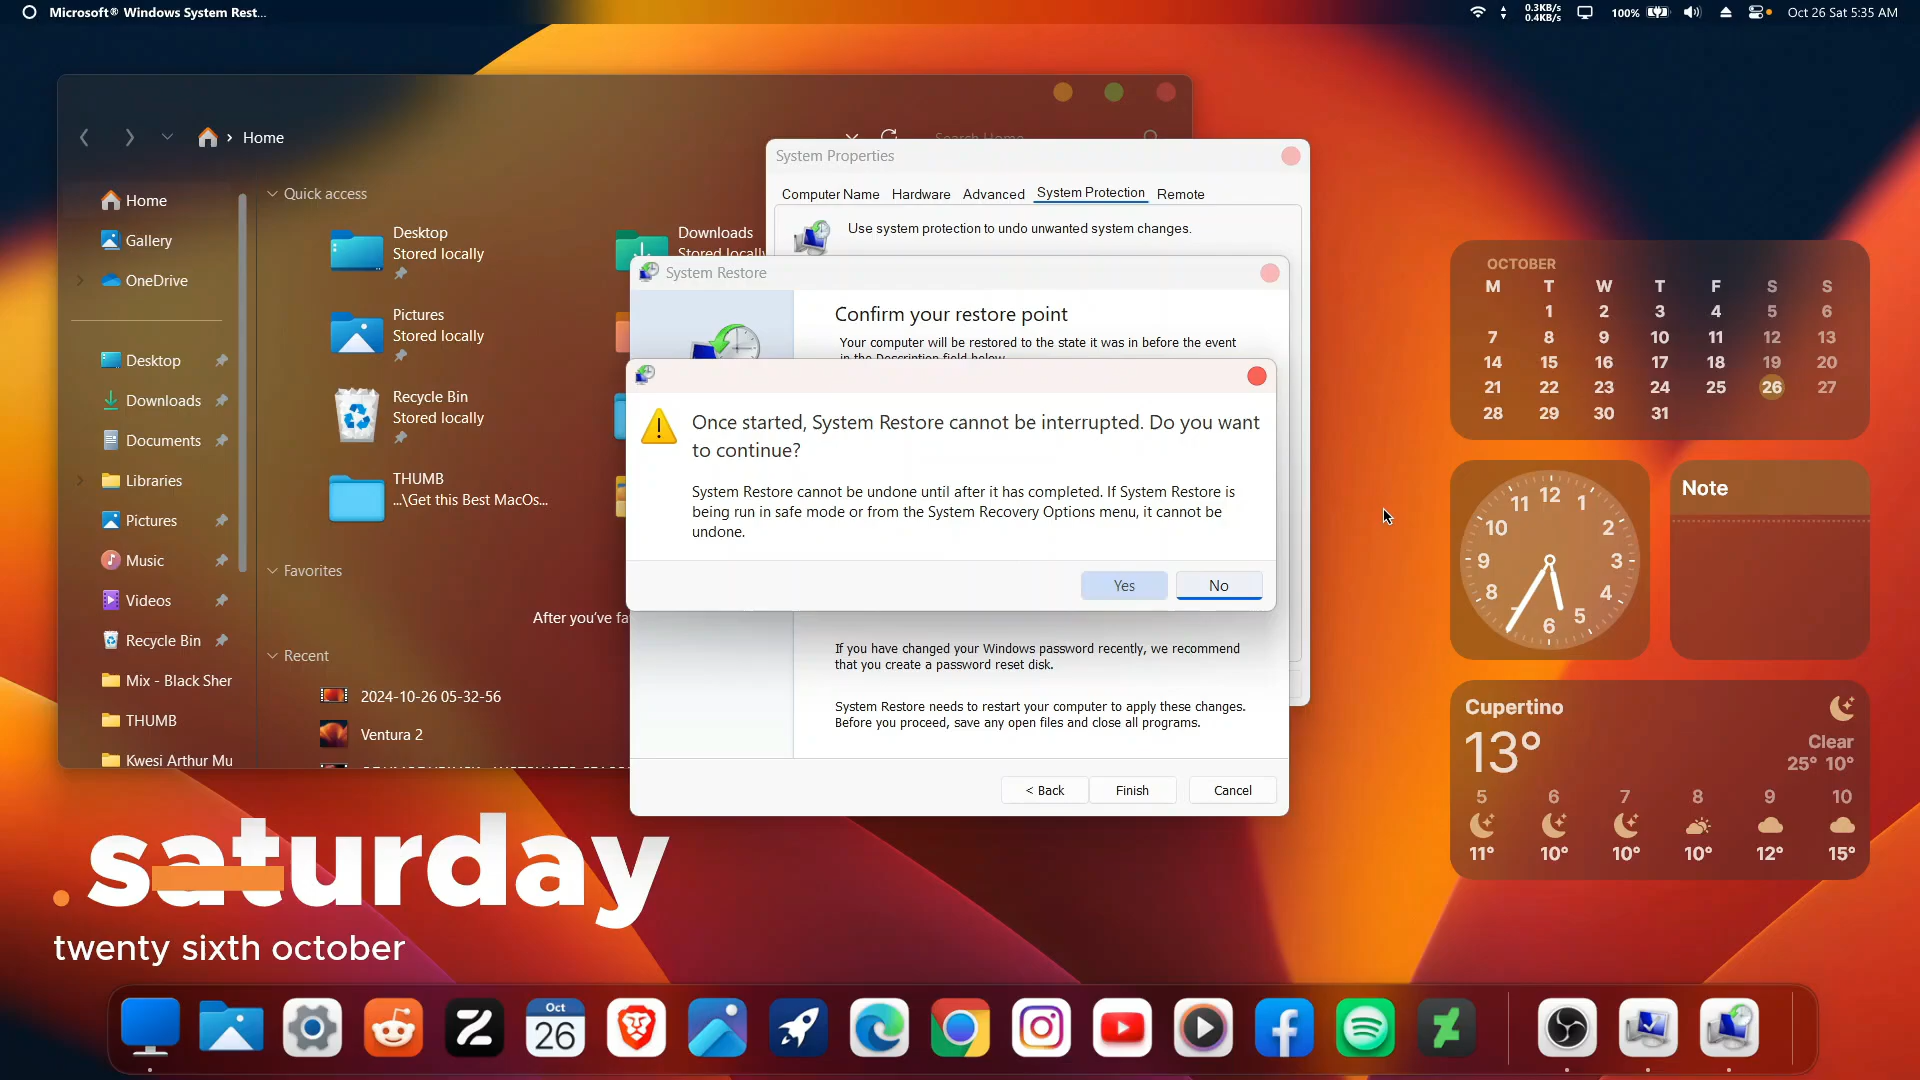 Microsoft® Windows System Rest...
0.3KB/s
0.4KB/s
100%
Oct 26 Sat 5:35 AM
Home
Search Home
Home
Gallery
OneDrive
Desktop
Downloads
Documents
Libraries
Pictures
Music
Videos
Recycle Bin
Mix - Black Sher
THUMB
Kwesi Arthur Mu
Quick access
Desktop
Stored locally
Downloads
Stored locally
Pictures
Stored locally
Recycle Bin
Stored locally
THUMB
...\Get this Best MacOs...
Favorites
After you've fa
Recent
2024-10-26 05-32-56
Ventura 2
System Properties
Computer Name Hardware Advanced System Protection Remote
Use system protection to undo unwanted system changes.
System Restore
Confirm your restore point
Your computer will be restored to the state it was in before the event
in the Description field below.
Once started, System Restore cannot be interrupted. Do you want
to continue?
System Restore cannot be undone until after it has completed. If System Restore is
being run in safe mode or from the System Recovery Options menu, it cannot be
undone.
Yes No
If you have changed your Windows password recently, we recommend
that you create a password reset disk.
System Restore needs to restart your computer to apply these changes.
Before you proceed, save any open files and close all programs.
< Back Finish Cancel
OCTOBER
M T W T F S S
1 2 3 4 5 6
7 8 9 10 11 12 13
14 15 16 17 18 19 20
21 22 23 24 25 26 27
28 29 30 31
12
11 1
10 2
9 3
8 4
5
6
Note
Cupertino
13°
Clear
25° 10°
5 6 7 8 9 10
11° 10° 10° 10° 12° 15°
. saturday
twenty sixth october
Oct
26